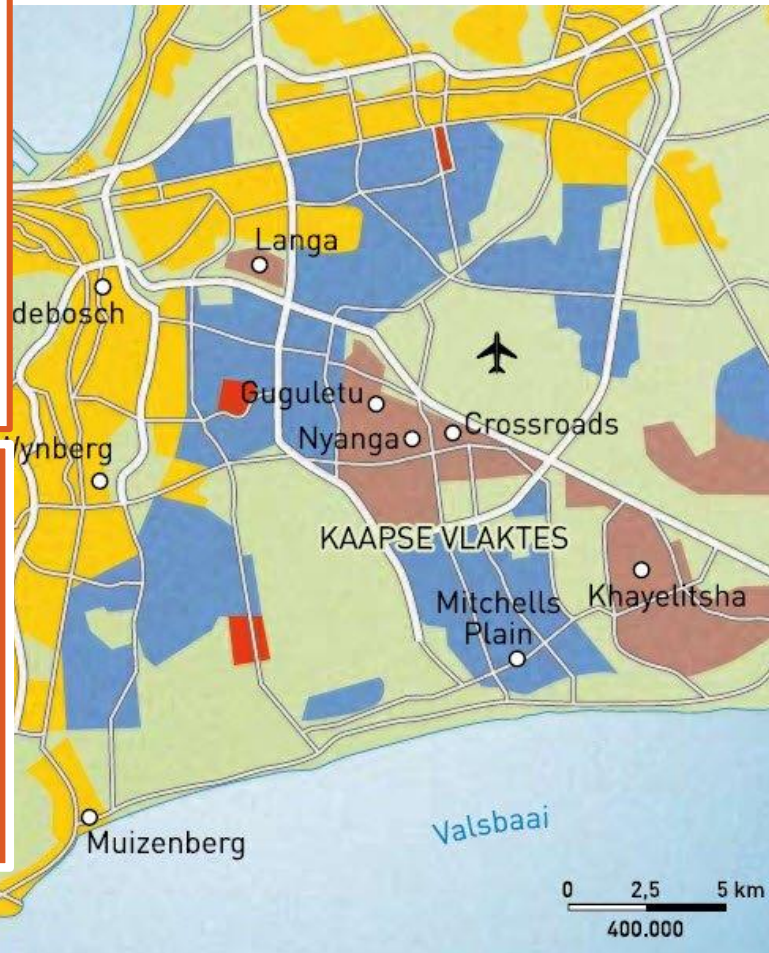 Langa
debosch
Guguletu
Nyanga
Crossroads
ynberg
KAAPSE VLAKTES
Khayelitsha
Mitchells
Plain
Valsbaai
Muizenberg
0 2,5 5 km
400.000